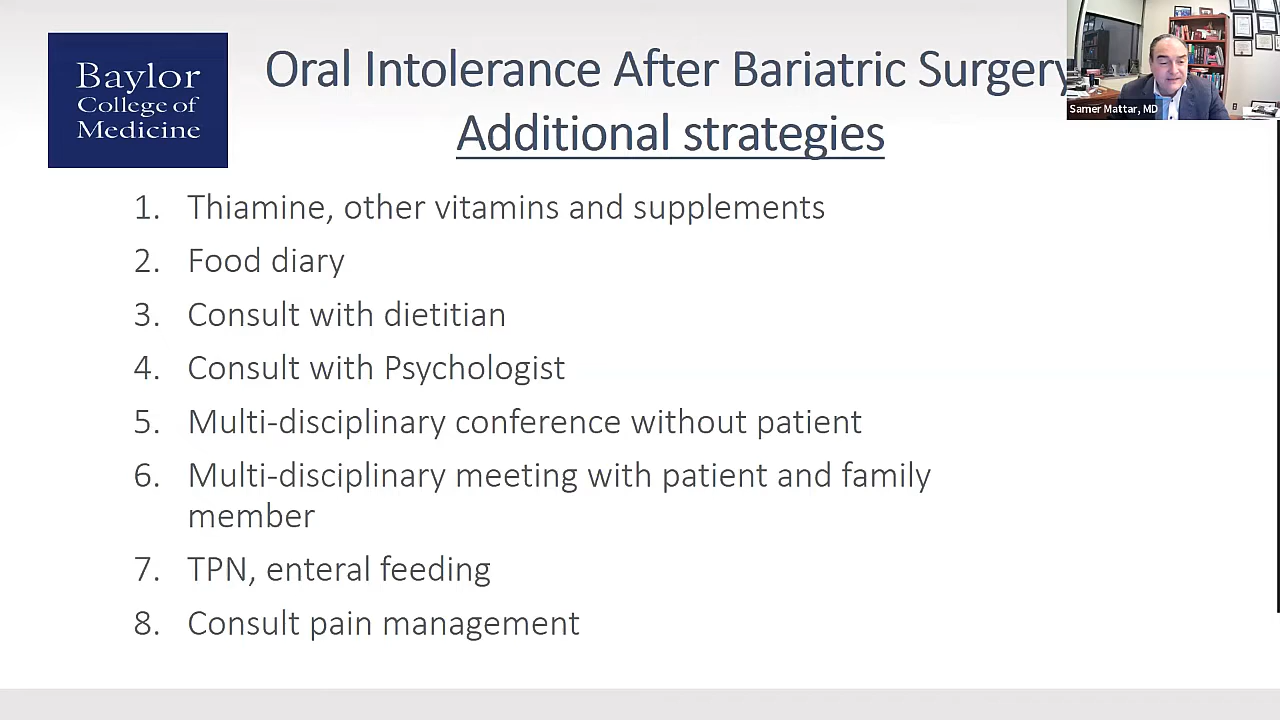 Baylor
College of
Medicine
Oral Intolerance After Bariatric Surgery
Additional strategies
Samer Mattar, MD
1. Thiamine, other vitamins and supplements
2. Food diary
3. Consult with dietitian
4. Consult with Psychologist
5. Multi-disciplinary conference without patient
6. Multi-disciplinary meeting with patient and family
member
7. TPN, enteral feeding
8. Consult pain management